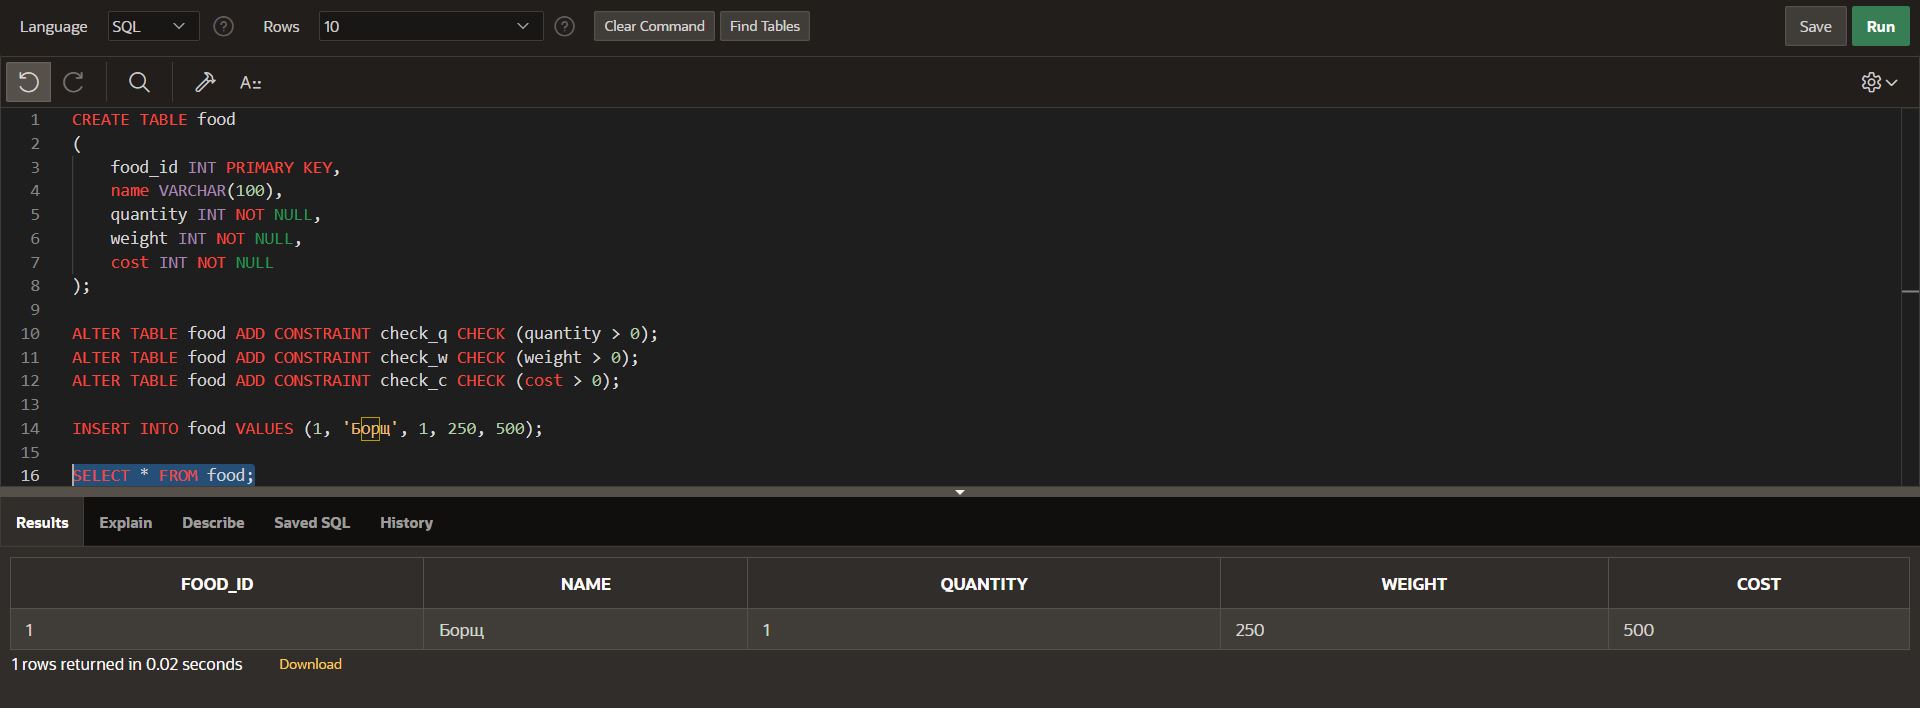 Language SQL Rows 10 Clear Command Find Tables Save Run
A::
1 CREATE TABLE food
2 (
3 food_id INT PRIMARY KEY,
4 name VARCHAR(100),
5 quantity INT NOT NULL,
6 weight INT NOT NULL,
7 cost INT NOT NULL
8 );
9
10 ALTER TABLE food ADD CONSTRAINT check_q CHECK (quantity > 0);
11 ALTER TABLE food ADD CONSTRAINT check_w CHECK (weight > 0);
12 ALTER TABLE food ADD CONSTRAINT check_c CHECK (cost > 0);
13
14 INSERT INTO food VALUES (1, 'Борщ', 1, 250, 500);
15
16 SELECT * FROM food;
Results Explain Describe Saved SQL History
FOOD_ID NAME QUANTITY WEIGHT COST
1 Борщ 1 250 500
1 rows returned in 0.02 seconds Download